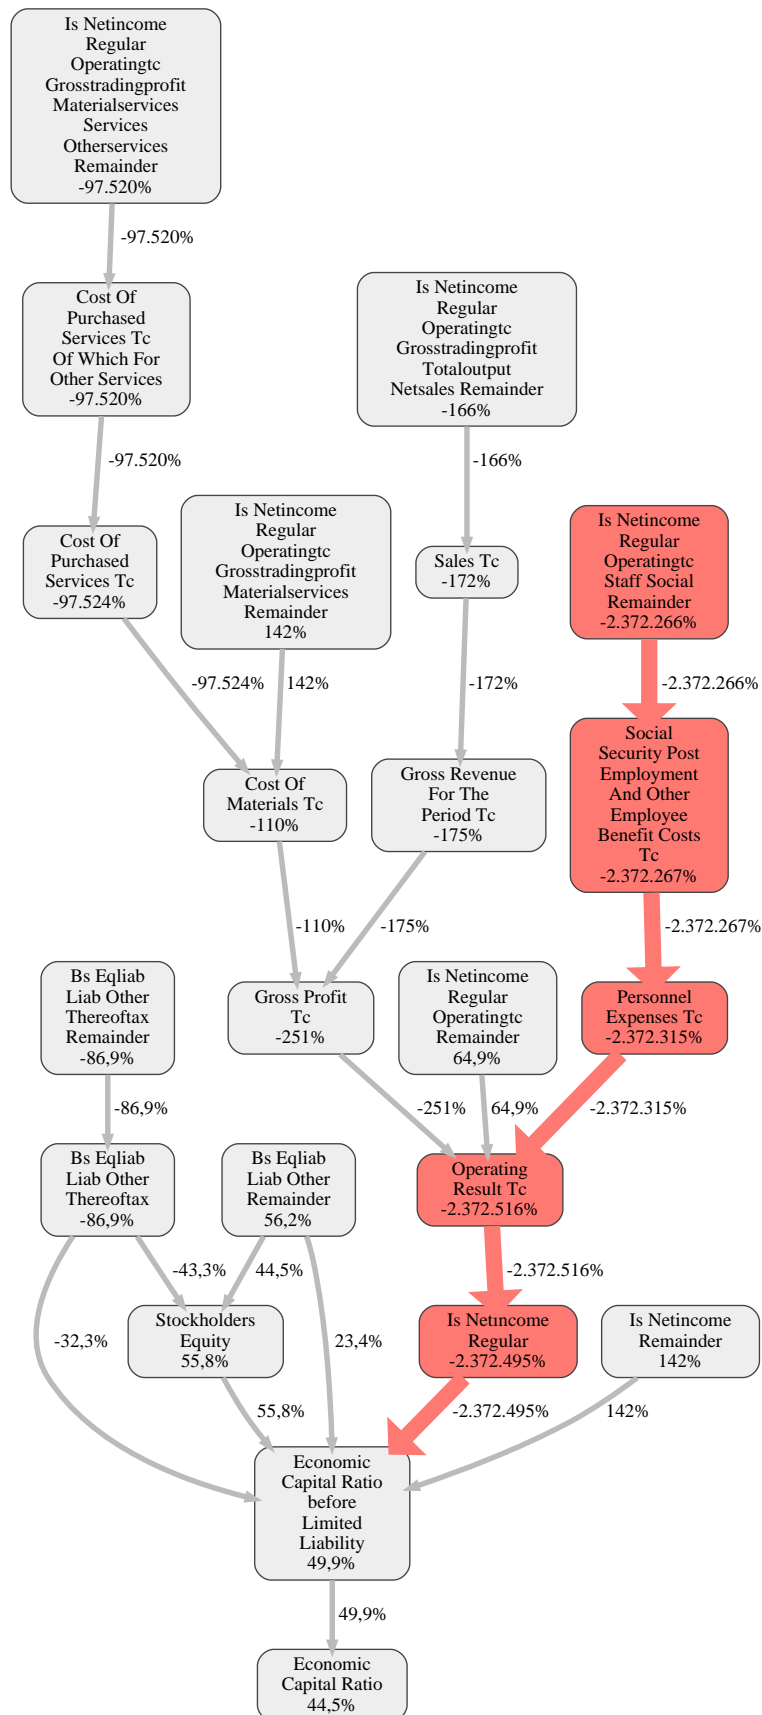 Is Netincome
Regular
Operatingtc
Grosstradingprofit
Materialservices
Services
Otherservices
Remainder
-97.520%
-97.520%
Cost Of
Purchased
Services Tc
Of Which For
Other Services
-97.520%
Is Netincome
Regular
Operatingtc
Grosstradingprofit
Totaloutput
Netsales Remainder
-166%
-97.520%
-166%
Cost Of
Purchased
Services Tc
-97.524%
Is Netincome
Regular
Operatingtc
Grosstradingprofit
Materialservices
Remainder
142%
Sales Tc
-172%
Is Netincome
Regular
Operatingtc
Staff Social
Remainder
-2.372.266%
-97.524%
142%
-172%
-2.372.266%
Cost Of
Materials Tc
-110%
Gross Revenue
For The
Period Tc
-175%
Social
Security Post
Employment
And Other
Employee
Benefit Costs
Tc
-2.372.267%
-110%
-175%
-2.372.267%
Bs Eqliab
Liab Other
Thereoftax
Remainder
-86,9%
Gross Profit
Tc
-251%
Is Netincome
Regular
Operatingtc
Remainder
64,9%
Personnel
Expenses Tc
-2.372.315%
-86,9%
-251%
64,9%
-2.372.315%
Bs Eqliab
Liab Other
Thereoftax
-86,9%
Bs Eqliab
Liab Other
Remainder
56,2%
Operating
Result Tc
-2.372.516%
-43,3%
44,5%
-2.372.516%
-32,3%
Stockholders
Equity
55,8%
23,4%
Is Netincome
Regular
-2.372.495%
Is Netincome
Remainder
142%
55,8%
-2.372.495%
142%
Economic
Capital Ratio
before
Limited
Liability
49,9%
49,9%
Economic
Capital Ratio
44,5%